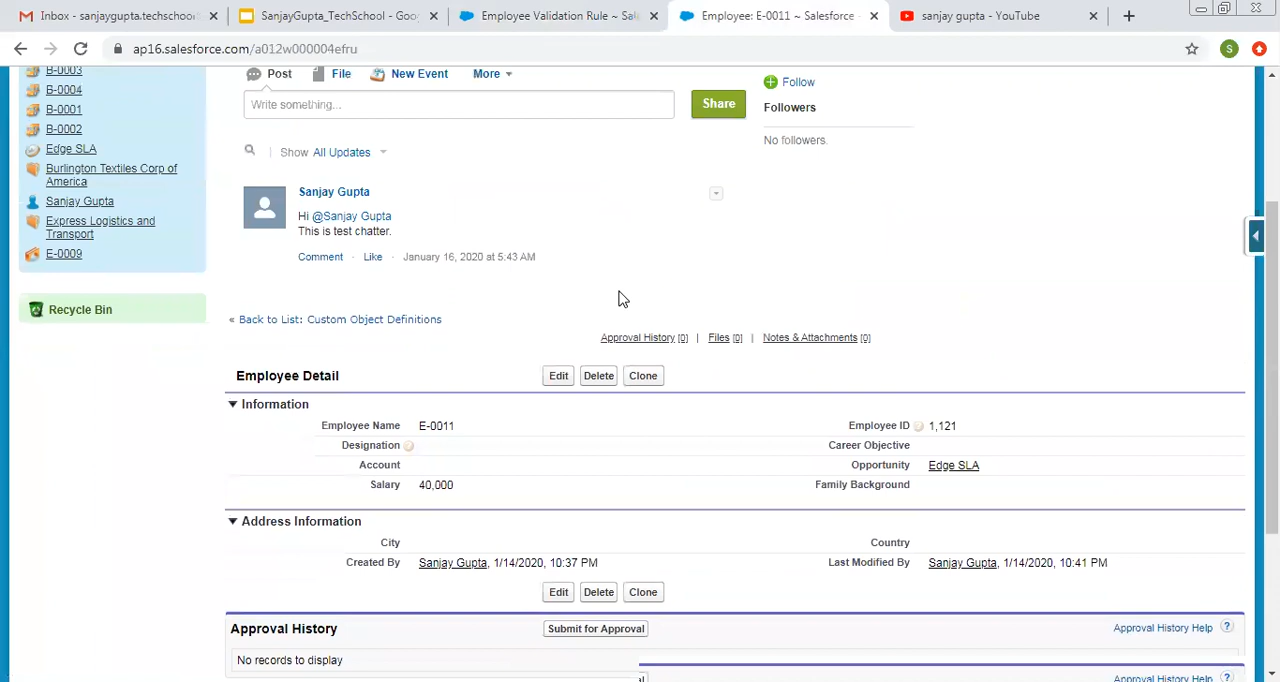 Inbox - sanjaygupta.techschool
SanjayGupta_TechSchool - Goo
Employee Validation Rule ~ Sale
Employee: E-0011 ~ Salesforce -
sanjay gupta - YouTube
ap16.salesforce.com/a012w000004efru
S
B-0003
B-0004
B-0001
B-0002
Edge SLA
Burlington Textiles Corp of
America
Sanjay Gupta
Express Logistics and
Transport
E-0009
Recycle Bin
Post File New Event More
Write something...
Share
Follow
Followers
No followers.
Show All Updates
Sanjay Gupta
Hi @Sanjay Gupta
This is test chatter.
Comment · Like · January 16, 2020 at 5:43 AM
« Back to List: Custom Object Definitions
Approval History [0] | Files [0] | Notes & Attachments [0]
Employee Detail Edit Delete Clone
Information
Employee Name E-0011 Employee ID 1,121
Designation Career Objective
Account Opportunity Edge SLA
Salary 40,000 Family Background
Address Information
City Country
Created By Sanjay Gupta, 1/14/2020, 10:37 PM Last Modified By Sanjay Gupta, 1/14/2020, 10:41 PM
Edit Delete Clone
Approval History Submit for Approval Approval History Help ?
No records to display
Approval History Help ?